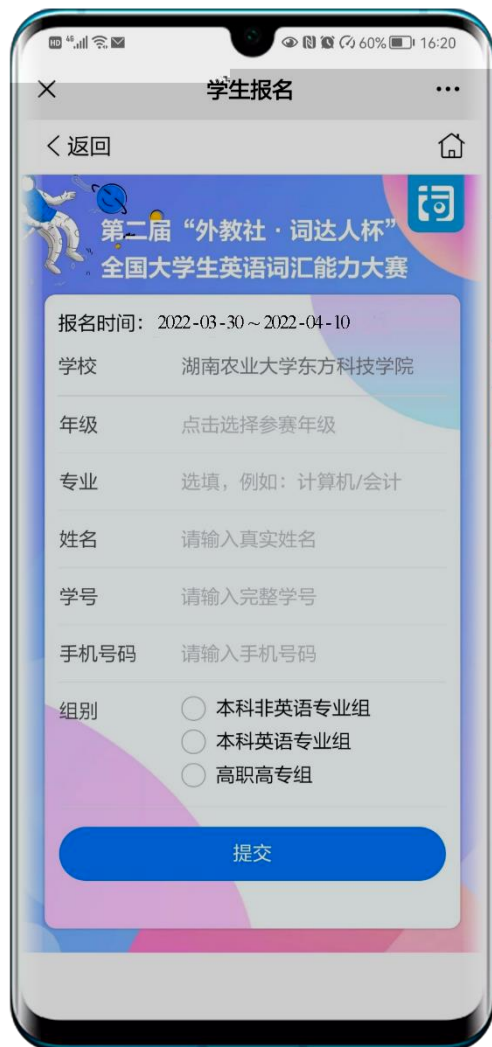 HD 46 60% 16:20
学生报名
返回
词
第二届“外教社·词达人杯”
全国大学生英语词汇能力大赛
报名时间： 2022-03-30～2022-04-10
学校 湖南农业大学东方科技学院
年级 点击选择参赛年级
专业 选填，例如：计算机/会计
姓名 请输入真实姓名
学号 请输入完整学号
手机号码 请输入手机号码
组别 本科非英语专业组
本科英语专业组
高职高专组
提交